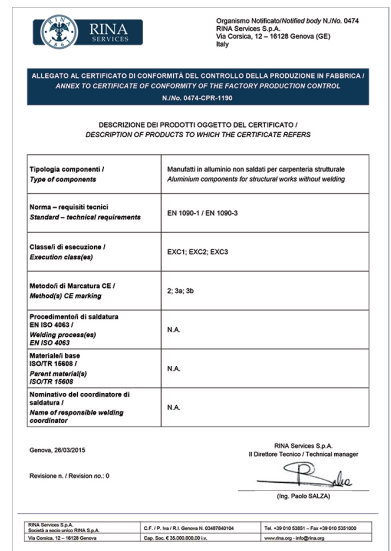 RINA
SERVICES
Organismo Notificato/Notified body N./No. 0474
RINA Services S.p.A.
Via Corsica, 12 – 16128 Genova (GE)
Italy
ALLEGATO AL CERTIFICATO DI CONFORMITÀ DEL CONTROLLO DELLA PRODUZIONE IN FABBRICA /
ANNEX TO CERTIFICATE OF CONFORMITY OF THE FACTORY PRODUCTION CONTROL
N./No. 0474-CPR-1190
DESCRIZIONE DEI PRODOTTI OGGETTO DEL CERTIFICATO /
DESCRIPTION OF PRODUCTS TO WHICH THE CERTIFICATE REFERS
Tipologia componenti /
Type of components
Manufatti in alluminio non saldati per carpenteria strutturale
Aluminium components for structural works without welding
Norma – requisiti tecnici
Standard – technical requirements
EN 1090-1 / EN 1090-3
Classe/i di esecuzione /
Execution class(es)
EXC1; EXC2; EXC3
Metodo/i di Marcatura CE /
Method(s) CE marking
2; 3a; 3b
Procedimento/i di saldatura
EN ISO 4063 /
Welding process(es)
EN ISO 4063
N.A.
Materiale/i base
ISO/TR 15608 /
Parent material(s)
ISO/TR 15608
N.A.
Nominativo del coordinatore di
saldatura /
Name of responsible welding
coordinator
N.A.
Genova, 26/03/2015
RINA Services S.p.A.
Il Direttore Tecnico / Technical manager
Revisione n. / Revision no.: 0
(Ing. Paolo SALZA)
RINA Services S.p.A.
Società a socio unico RINA S.p.A.
C.F. / P. Iva / R.I. Genova N. 03487840104
Tel. +39 010 53851 – Fax +39 010 5351000
Via Corsica, 12 – 16128 Genova
Cap. Soc. € 35.000.000,00 i.v.
www.rina.org - info@rina.org